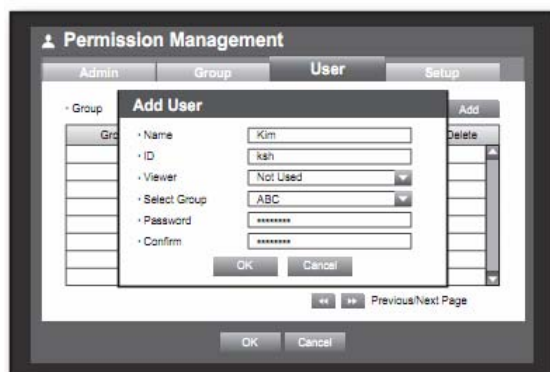 Permission Management
Admin Group User Setup
• Group Add
Delete
Add User
• Name Kim
• ID ksh
• Viewer Not Used
• Select Group ABC
• Password ********
• Confirm ********
OK Cancel
Previous/Next Page
OK Cancel